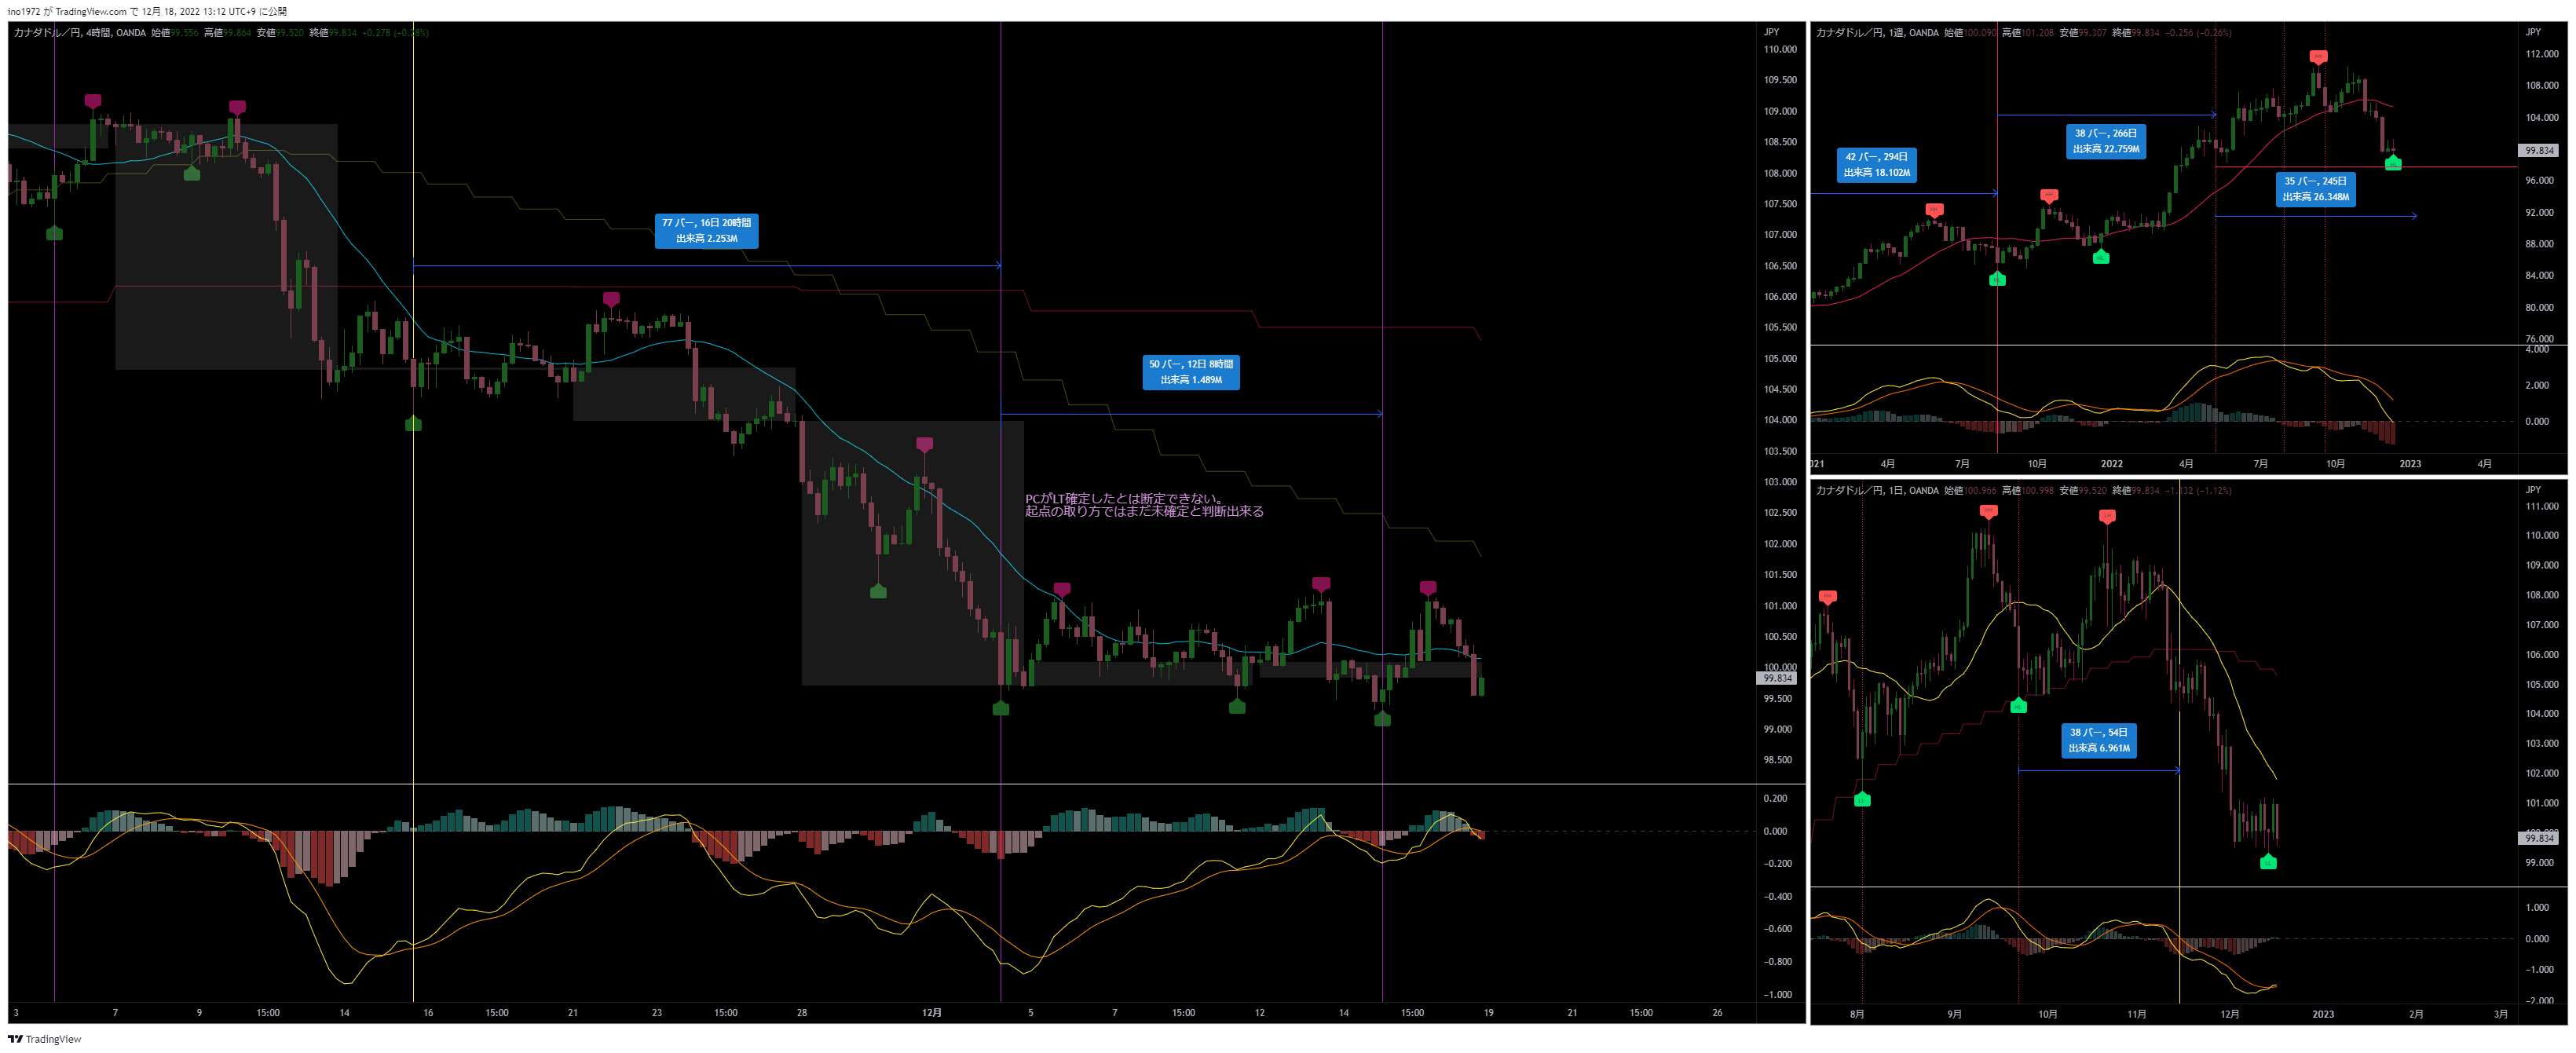 ino1972 が TradingView.com で 12月 18, 2022 13:12 UTC+9 に公開
カナダドル／円, 4時間, OANDA 始値99.556 高値99.864 安値99.520 終値99.834 +0.278 (+0.28%)
JPY
110.000
109.500
109.000
108.500
108.000
107.500
107.000
106.500
106.000
105.500
105.000
104.500
104.000
103.500
103.000
102.500
102.000
101.500
101.000
100.500
100.000
99.834
99.500
99.000
98.500
77 バー, 16日 20時間
出来高 2.253M
50 バー, 12日 8時間
出来高 1.489M
PCがLT確定したとは断定できない。
起点の取り方ではまだ未確定と判断出来る
0.200
0.000
−0.200
−0.400
−0.600
−0.800
−1.000
3 7 9 15:00 14 16 15:00 21 23 15:00 28 12月 5 7 15:00 12 14 15:00 19 21 15:00 26
カナダドル／円, 1週, OANDA 始値100.090 高値101.208 安値99.307 終値99.834 −0.256 (−0.26%)
JPY
112.000
108.000
104.000
99.834
96.000
92.000
88.000
84.000
80.000
76.000
42 バー, 294日
出来高 18.102M
38 バー, 266日
出来高 22.759M
35 バー, 245日
出来高 26.348M
4.000
2.000
0.000
021 4月 7月 10月 2022 4月 7月 10月 2023 4月
カナダドル／円, 1日, OANDA 始値100.966 高値100.998 安値99.520 終値99.834 −1.132 (−1.12%)
JPY
111.000
110.000
109.000
108.000
107.000
106.000
105.000
104.000
103.000
102.000
101.000
100.000
99.834
99.000
38 バー, 54日
出来高 6.961M
1.000
0.000
−1.000
−2.000
8月 9月 10月 11月 12月 2023 2月 3月
TradingView